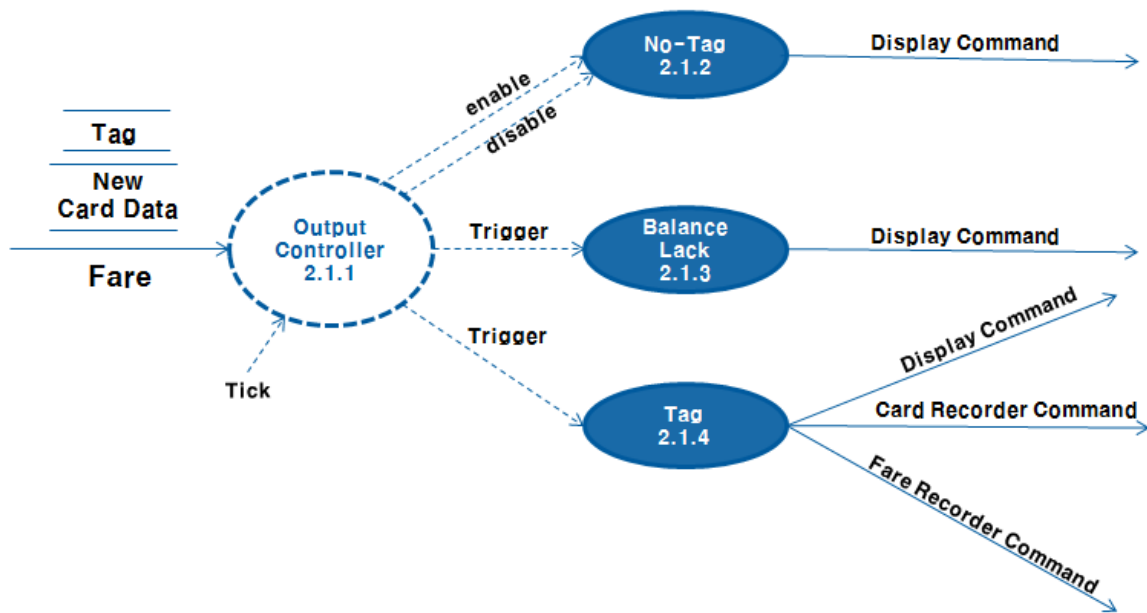 No-Tag
2.1.2
Display Command
enable
disable
Tag
New
Card Data
Fare
Output
Controller
2.1.1
Tick
Trigger
Balance
Lack
2.1.3
Display Command
Trigger
Tag
2.1.4
Display Command
Card Recorder Command
Fare Recorder Command